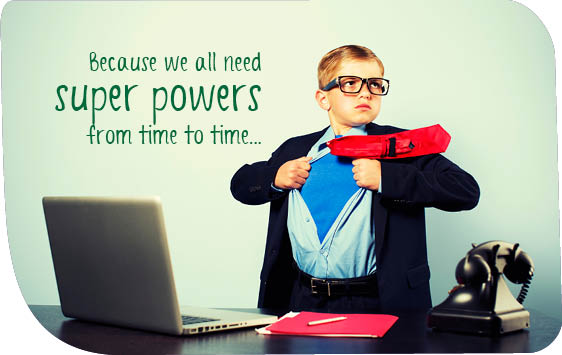 Because we all need
super powers
from time to time...